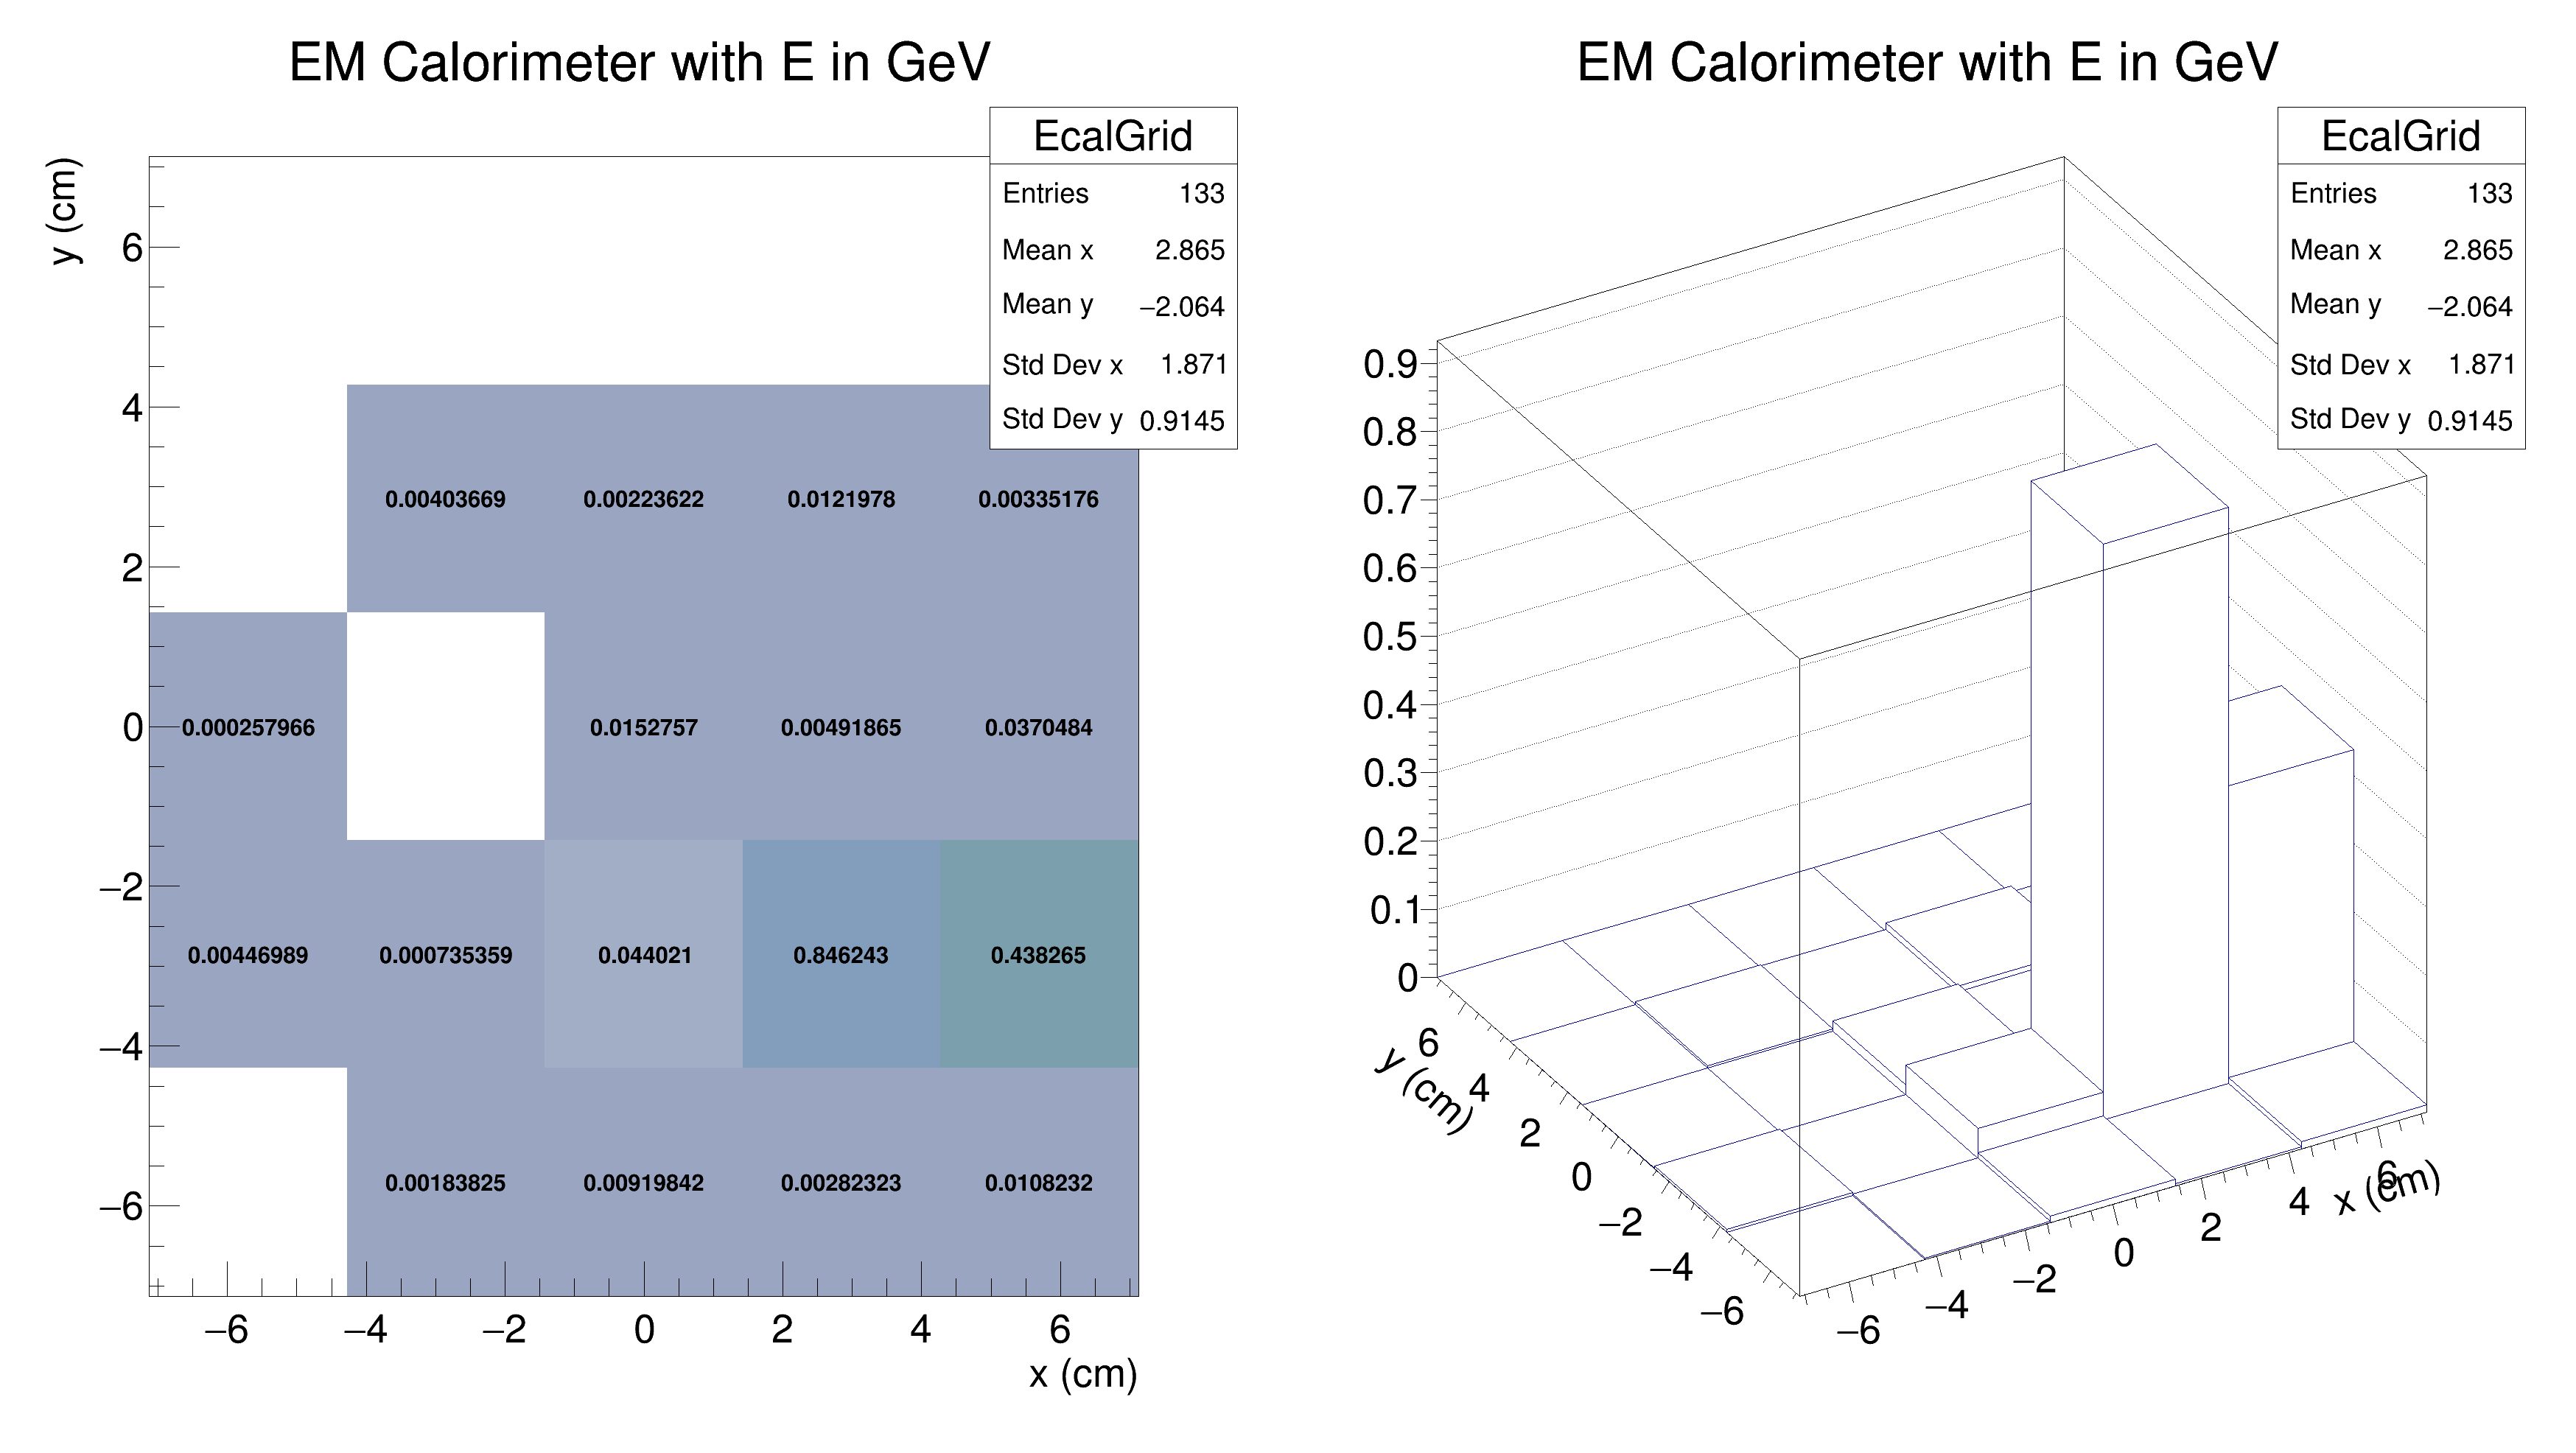 EM Calorimeter with E in GeV
EcalGrid
Entries 133
Mean x 2.865
Mean y −2.064
Std Dev x 1.871
Std Dev y 0.9145
y (cm)
6
4
2
0
−2
−4
−6
0.00403669 0.00223622 0.0121978 0.00335176
0.000257966 0.0152757 0.00491865 0.0370484
0.00446989 0.000735359 0.044021 0.846243 0.438265
0.00183825 0.00919842 0.00282323 0.0108232
−6 −4 −2 0 2 4 6
x (cm)
EM Calorimeter with E in GeV
EcalGrid
Entries 133
Mean x 2.865
Mean y −2.064
Std Dev x 1.871
Std Dev y 0.9145
0.9
0.8
0.7
0.6
0.5
0.4
0.3
0.2
0.1
0
y (cm)
6
4
2
0
−2
−4
−6
−6
−4
−2
0
2
4
6
x (cm)